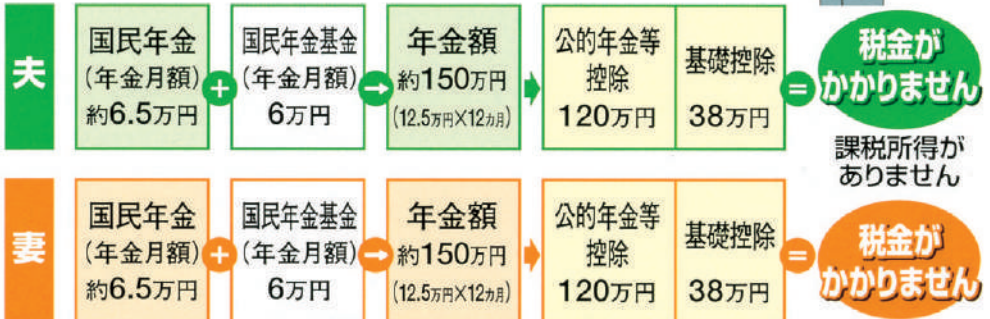 夫
国民年金
(年金月額)
約6.5万円
+
国民年金基金
(年金月額)
6万円
→
年金額
約150万円
(12.5万円×12カ月)
公的年金等
控除
120万円
基礎控除
38万円
=
税金が
かかりません
課税所得が
ありません
妻
国民年金
(年金月額)
約6.5万円
+
国民年金基金
(年金月額)
6万円
→
年金額
約150万円
(12.5万円×12カ月)
公的年金等
控除
120万円
基礎控除
38万円
=
税金が
かかりません